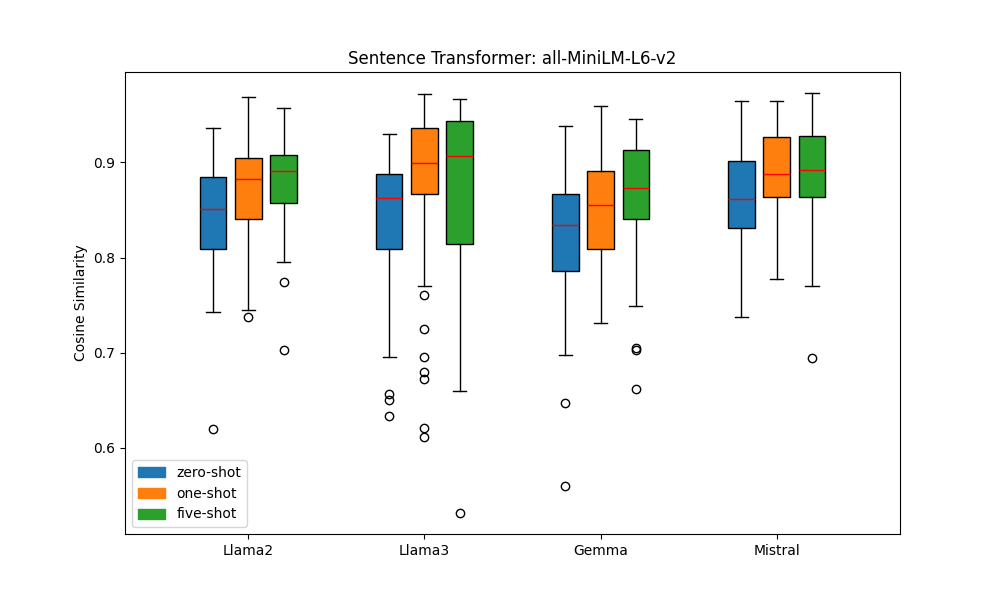 Sentence Transformer: all-MiniLM-L6-v2
Cosine Similarity
0.9
0.8
0.7
0.6
zero-shot
one-shot
five-shot
Llama2 Llama3 Gemma Mistral